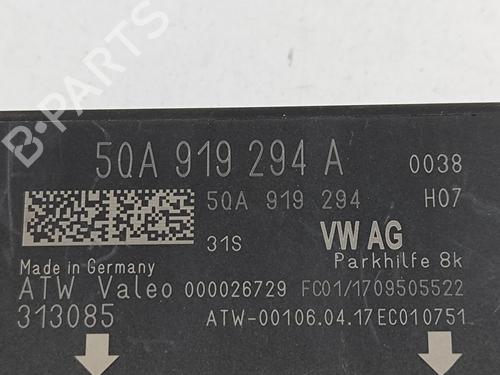 5QA 919 294 A 0038
5QA 919 294 H07
31S VW AG
Made in Germany Parkhilfe 8k
ATW Valeo 000026729 FC01/1709505522
313085 ATW-00106.04.17EC010751
B-PARTS